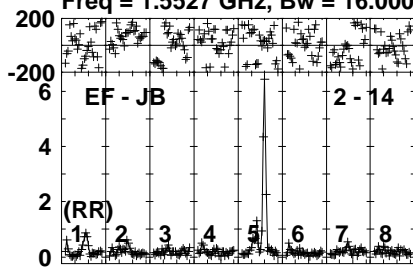 Freq = 1.5527 GHz, Bw = 16.000
200
-200
6
EF - JB
2 - 14
4
2
(RR)
1 2 3 4 5 6 7 8
0